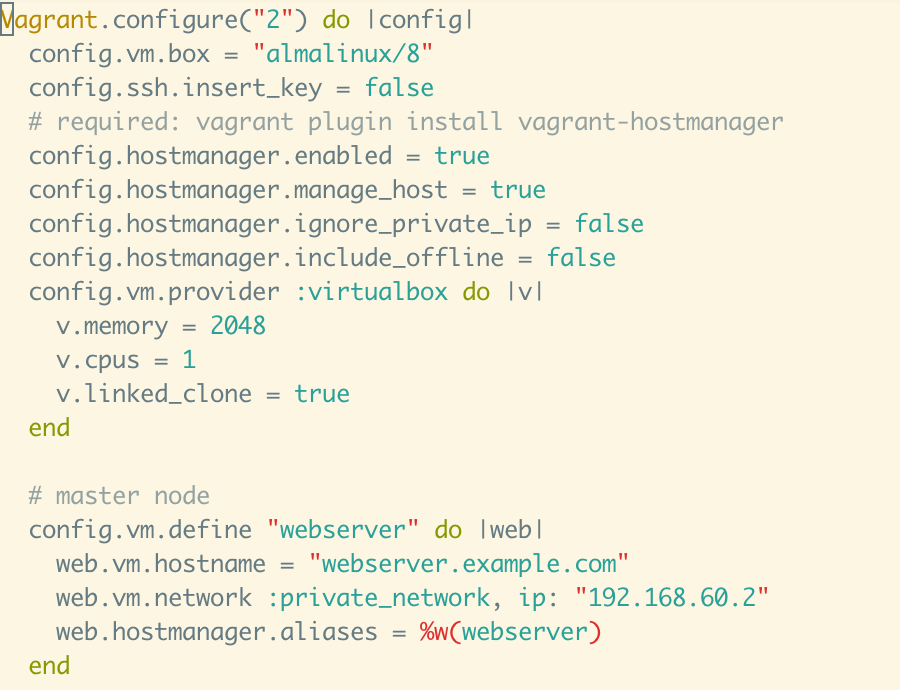 Vagrant.configure("2") do |config|
  config.vm.box = "almalinux/8"
  config.ssh.insert_key = false
  # required: vagrant plugin install vagrant-hostmanager
  config.hostmanager.enabled = true
  config.hostmanager.manage_host = true
  config.hostmanager.ignore_private_ip = false
  config.hostmanager.include_offline = false
  config.vm.provider :virtualbox do |v|
    v.memory = 2048
    v.cpus = 1
    v.linked_clone = true
  end

  # master node
  config.vm.define "webserver" do |web|
    web.vm.hostname = "webserver.example.com"
    web.vm.network :private_network, ip: "192.168.60.2"
    web.hostmanager.aliases = %w(webserver)
  end